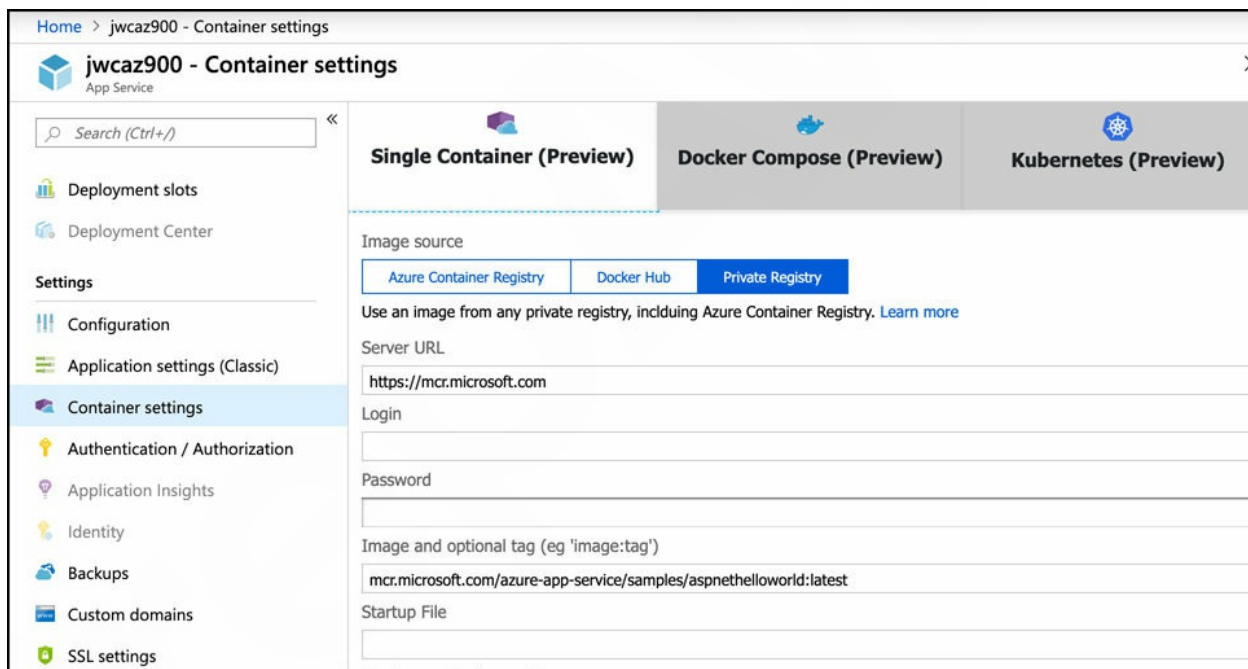 Home > jwcaz900 - Container settings
jwcaz900 - Container settings
App Service
Search (Ctrl+/)
«
Deployment slots
Deployment Center
Settings
Configuration
Application settings (Classic)
Container settings
Authentication / Authorization
Application Insights
Identity
Backups
Custom domains
SSL settings
Single Container (Preview)
Docker Compose (Preview)
Kubernetes (Preview)
Image source
Azure Container Registry
Docker Hub
Private Registry
Use an image from any private registry, inclduing Azure Container Registry. Learn more
Server URL
https://mcr.microsoft.com
Login
Password
Image and optional tag (eg 'image:tag')
mcr.microsoft.com/azure-app-service/samples/aspnethelloworld:latest
Startup File